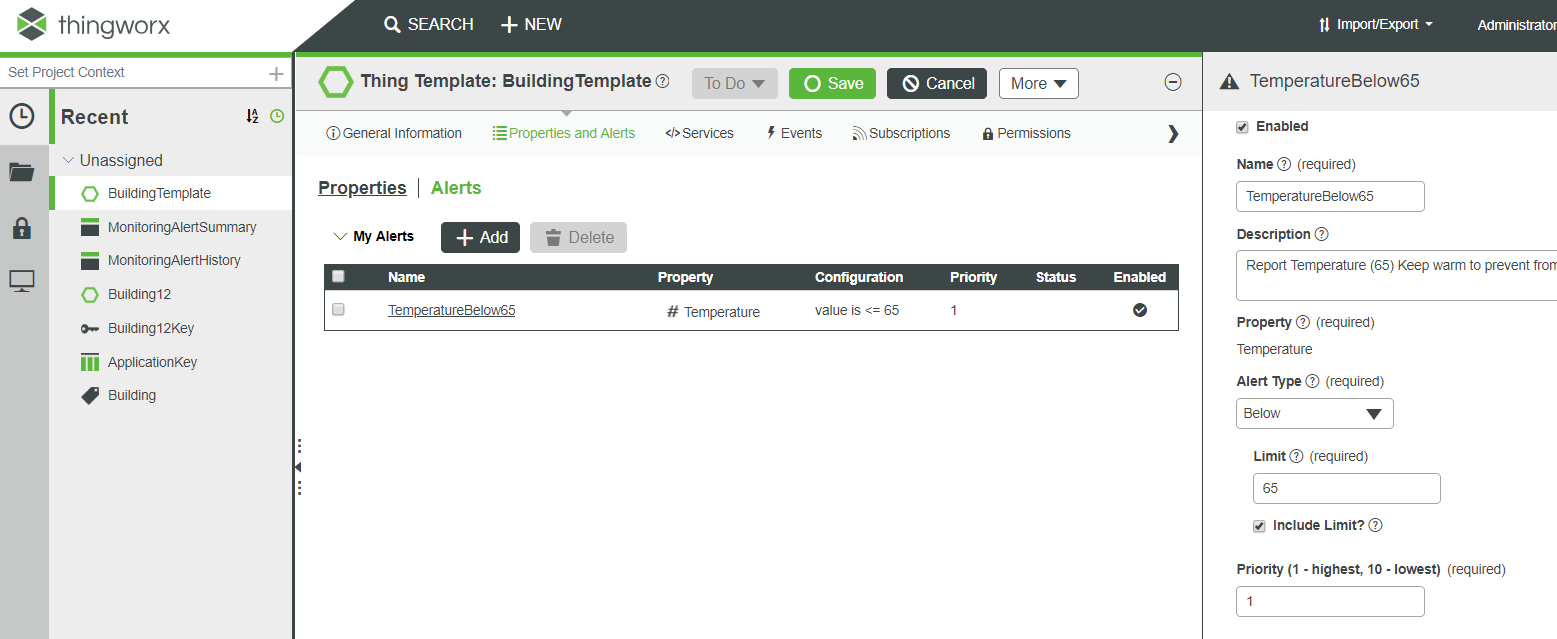 thingworx
SEARCH
NEW
Import/Export
Administrator
Set Project Context
Recent
Unassigned
BuildingTemplate
MonitoringAlertSummary
MonitoringAlertHistory
Building12
Building12Key
ApplicationKey
Building
Thing Template: BuildingTemplate
To Do
Save
Cancel
More
General Information
Properties and Alerts
Services
Events
Subscriptions
Permissions
Properties | Alerts
My Alerts
Add
Delete
Name Property Configuration Priority Status Enabled
TemperatureBelow65 # Temperature value is <= 65 1
TemperatureBelow65
Enabled
Name (required)
TemperatureBelow65
Description
Report Temperature (65) Keep warm to prevent from
Property (required)
Temperature
Alert Type (required)
Below
Limit (required)
65
Include Limit?
Priority (1 - highest, 10 - lowest) (required)
1